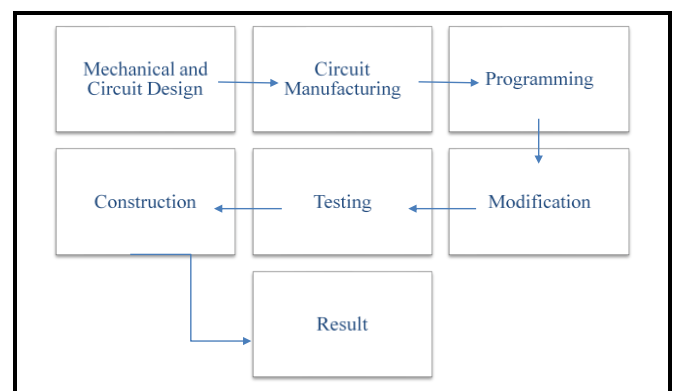 Mechanical and
Circuit Design
Circuit
Manufacturing
Programming
Modification
Testing
Construction
Result